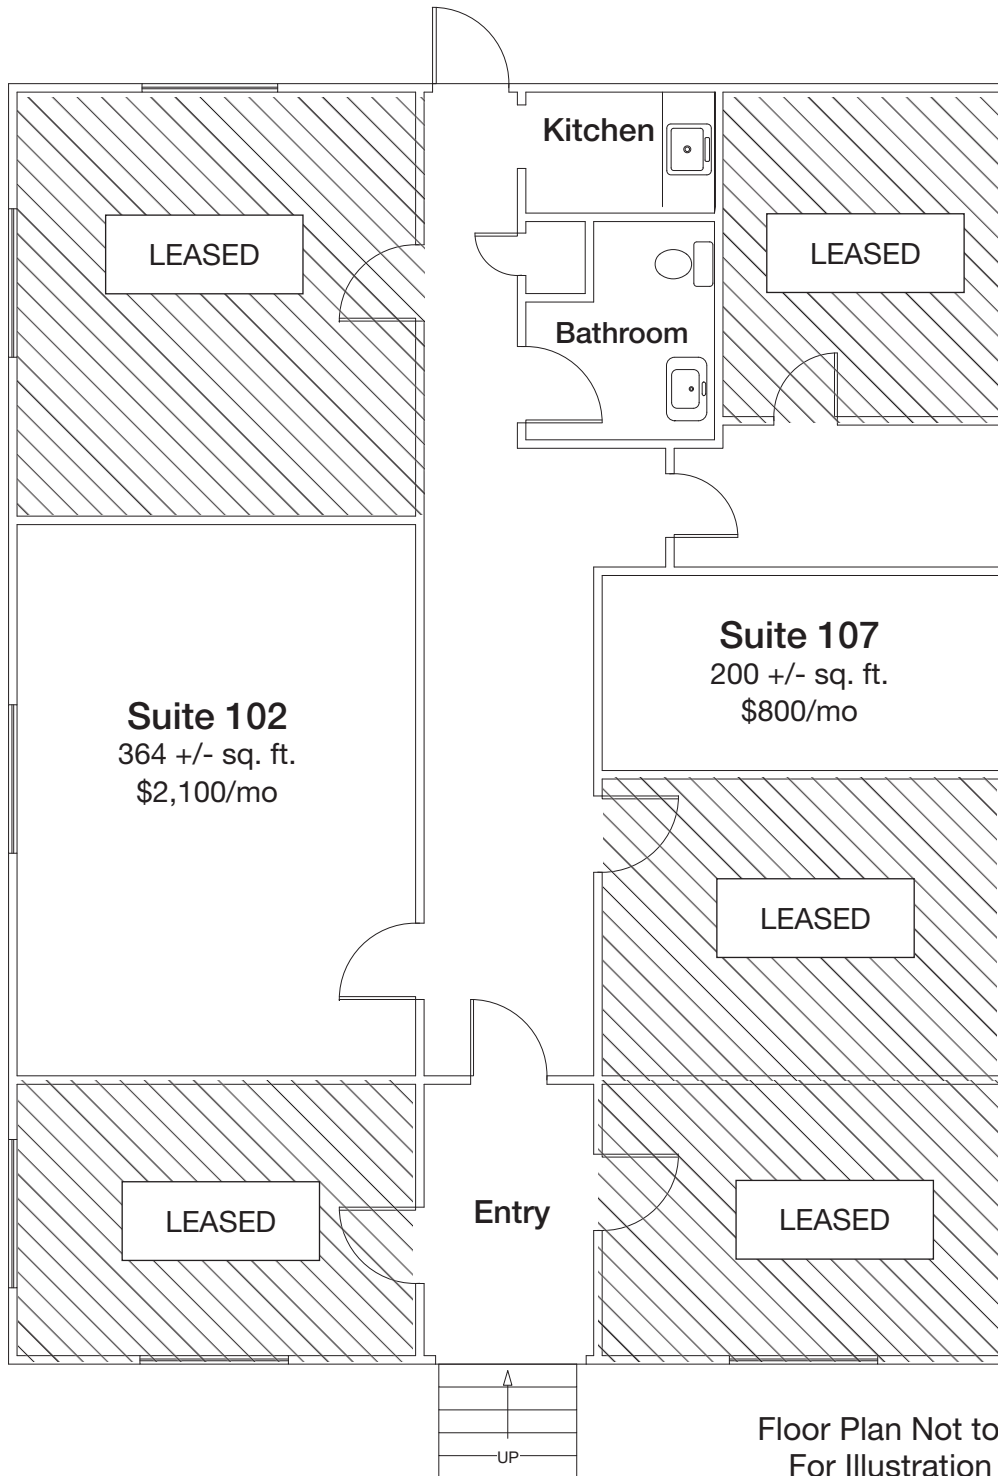 Kitchen
LEASED
LEASED
Bathroom
Suite 107
200 +/- sq. ft.
$800/mo
Suite 102
364 +/- sq. ft.
$2,100/mo
LEASED
LEASED
Entry
LEASED
Floor Plan Not to
For Illustration
UP